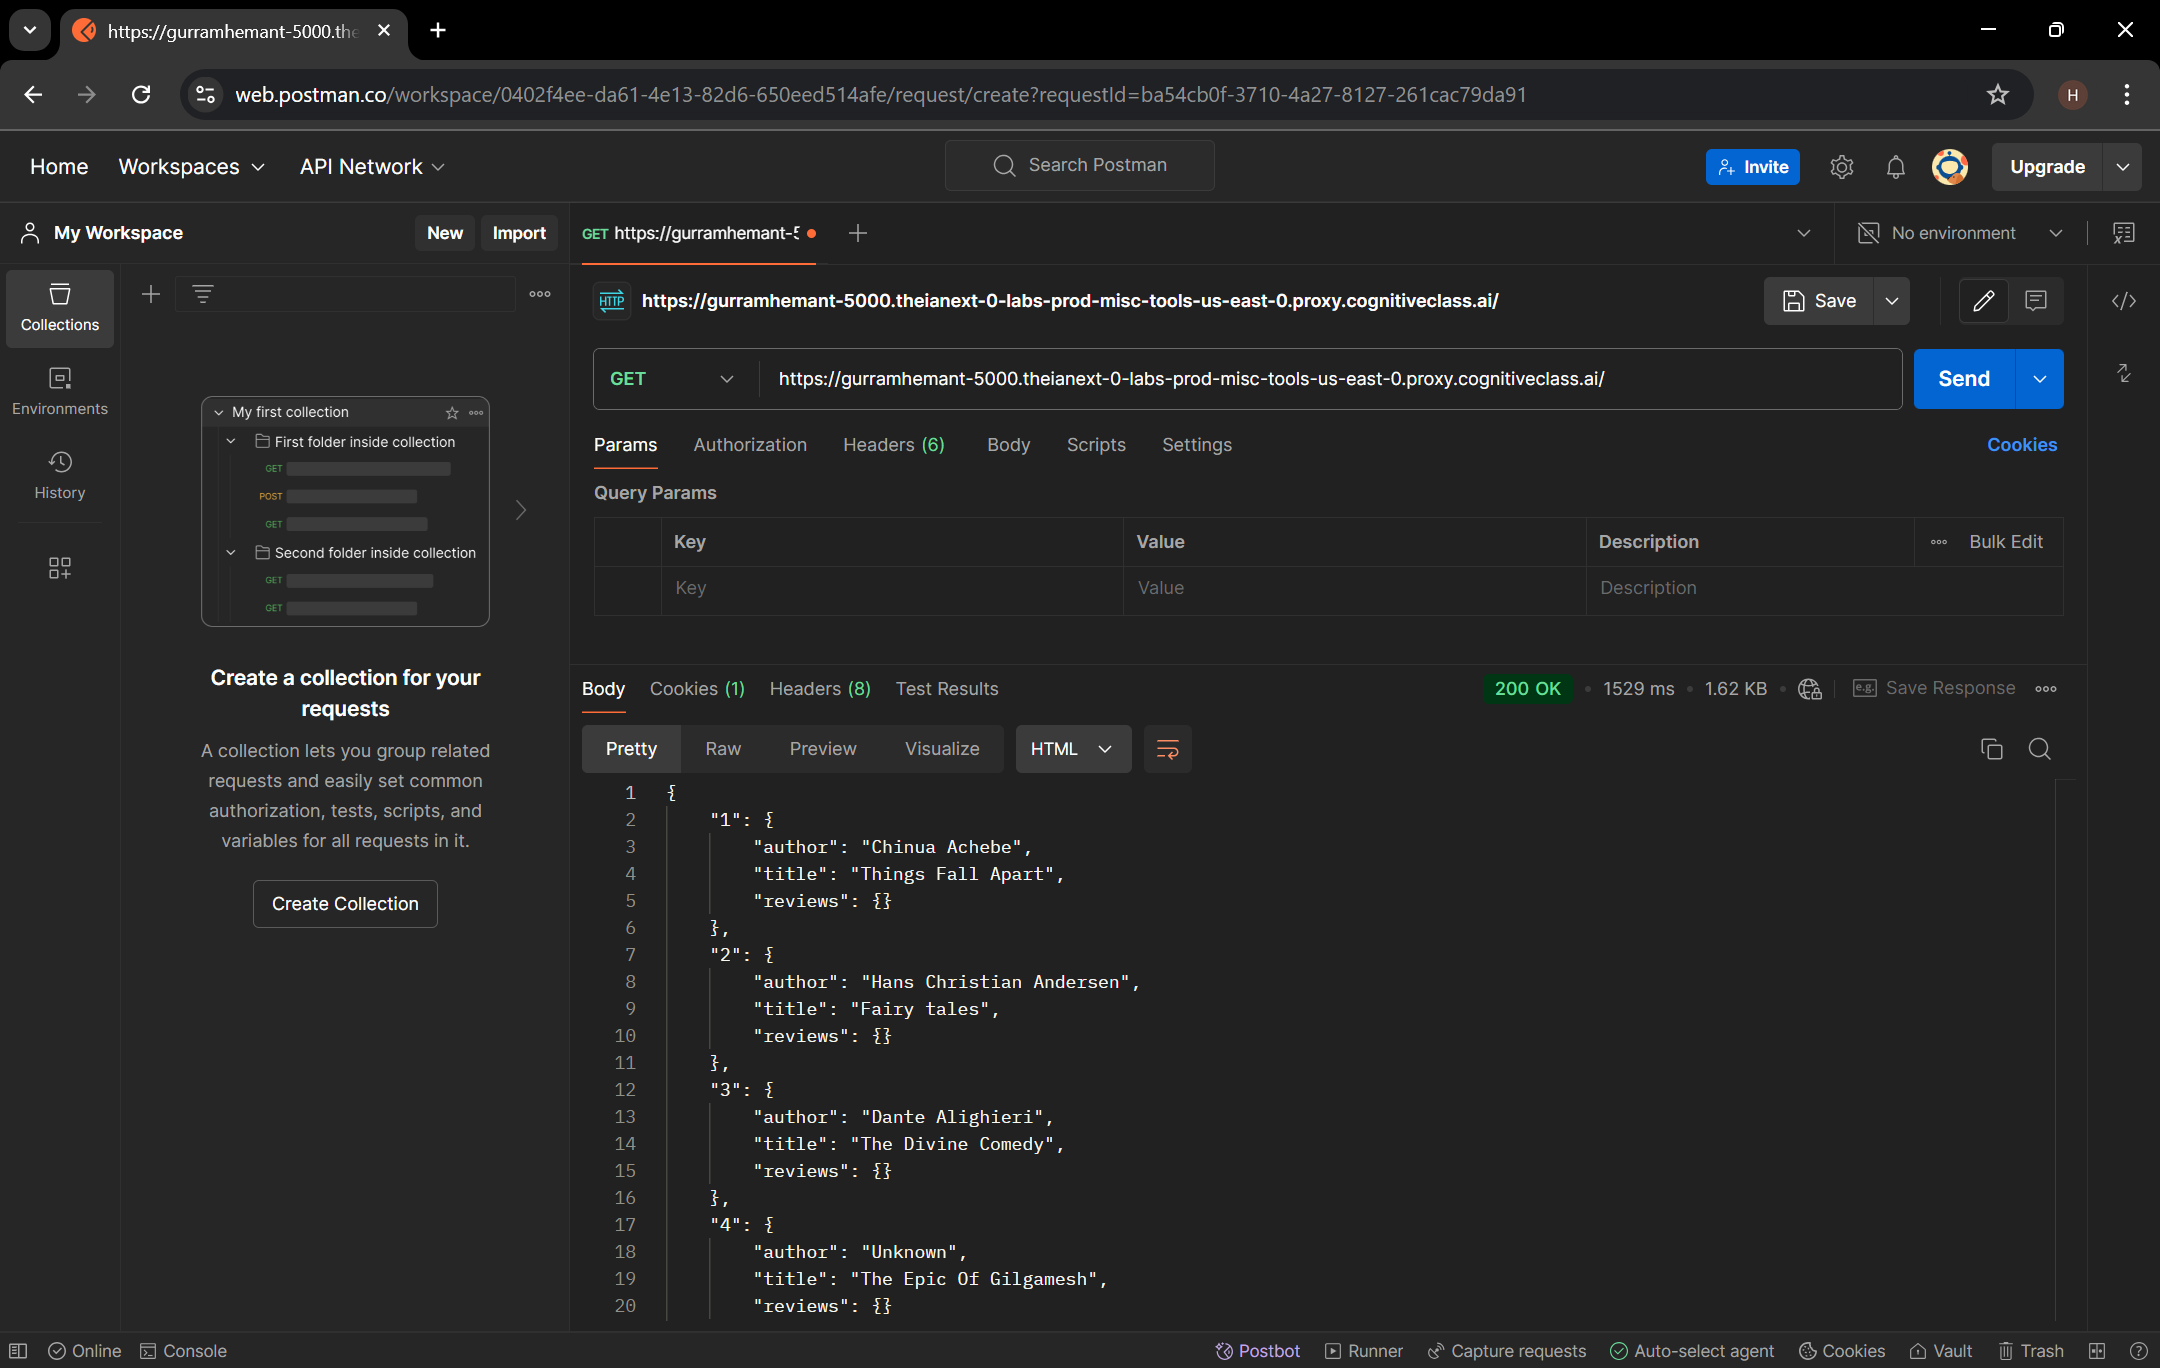 https://gurramhemant-5000.the
web.postman.co/workspace/0402f4ee-da61-4e13-82d6-650eed514afe/request/create?requestId=ba54cb0f-3710-4a27-8127-261cac79da91
H
Home Workspaces API Network
Search Postman
Invite
Upgrade
My Workspace
New Import
GET https://gurramhemant-5
No environment
Collections
Environments
History
My first collection
First folder inside collection
GET
POST
GET
Second folder inside collection
GET
GET
Create a collection for your
requests
A collection lets you group related
requests and easily set common
authorization, tests, scripts, and
variables for all requests in it.
Create Collection
HTTP https://gurramhemant-5000.theianext-0-labs-prod-misc-tools-us-east-0.proxy.cognitiveclass.ai/
Save
GET https://gurramhemant-5000.theianext-0-labs-prod-misc-tools-us-east-0.proxy.cognitiveclass.ai/
Send
Params Authorization Headers (6) Body Scripts Settings
Cookies
Query Params
Key Value Description Bulk Edit
Key Value Description
Body Cookies (1) Headers (8) Test Results
200 OK • 1529 ms • 1.62 KB • e.g. Save Response
Pretty Raw Preview Visualize HTML
1 {
2 "1": {
3 "author": "Chinua Achebe",
4 "title": "Things Fall Apart",
5 "reviews": {}
6 },
7 "2": {
8 "author": "Hans Christian Andersen",
9 "title": "Fairy tales",
10 "reviews": {}
11 },
12 "3": {
13 "author": "Dante Alighieri",
14 "title": "The Divine Comedy",
15 "reviews": {}
16 },
17 "4": {
18 "author": "Unknown",
19 "title": "The Epic Of Gilgamesh",
20 "reviews": {}
Online Console
Postbot Runner Capture requests Auto-select agent Cookies Vault Trash